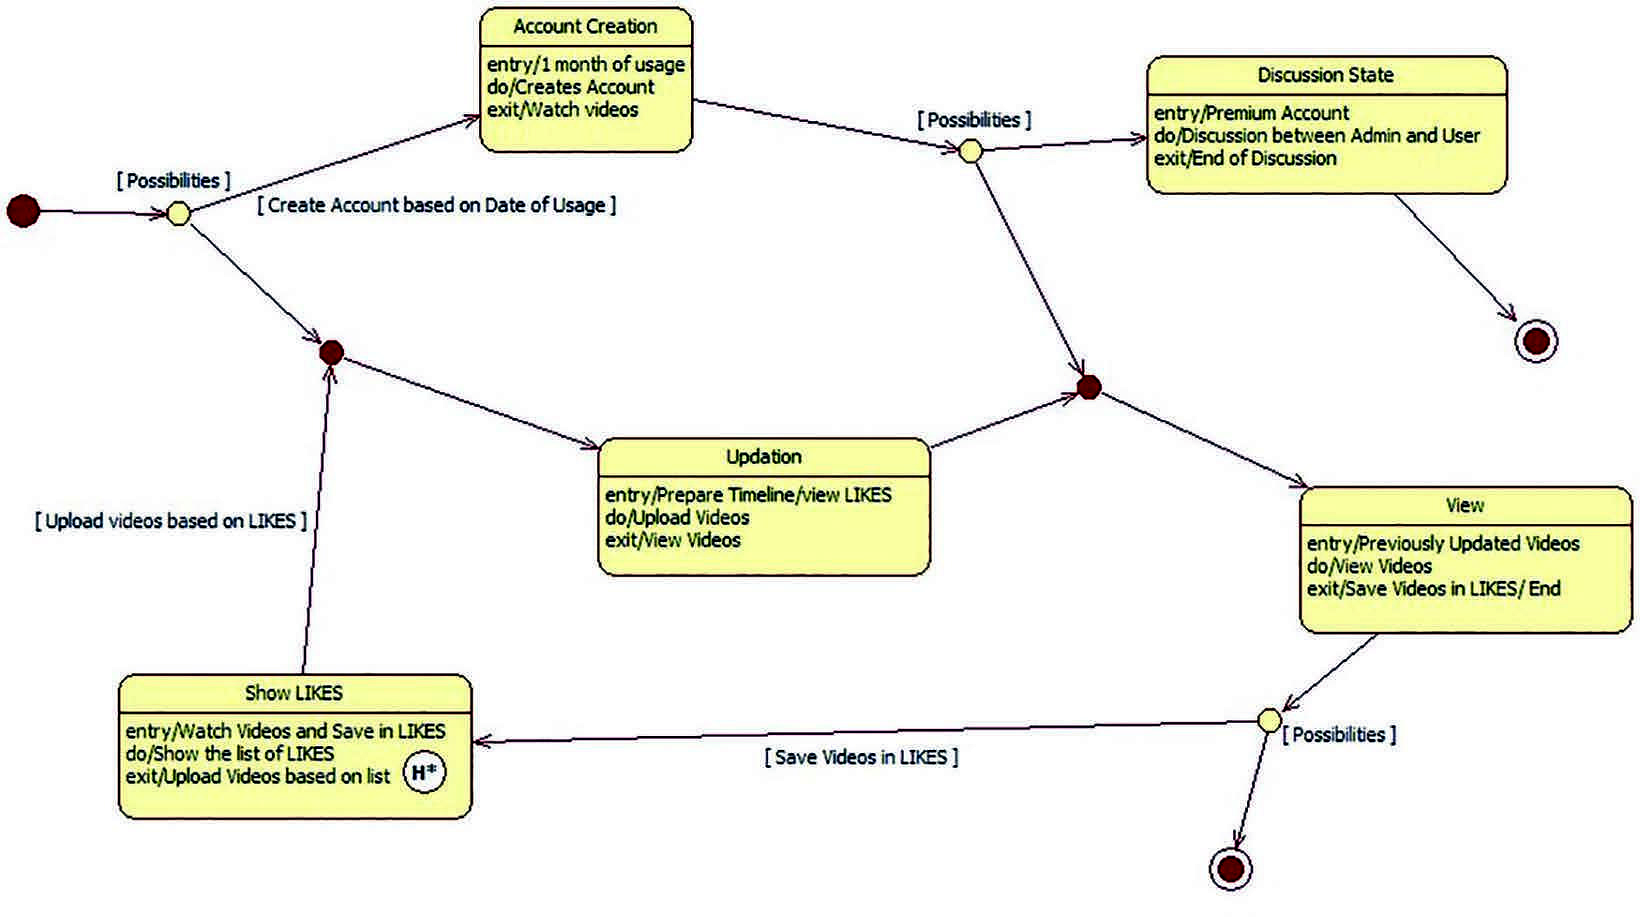 Account Creation
entry/1 month of usage
do/Creates Account
exit/Watch videos
[ Possibilities ]
Discussion State
entry/Premium Account
do/Discussion between Admin and User
exit/End of Discussion
[ Possibilities ]
[ Create Account based on Date of Usage ]
Updation
entry/Prepare Timeline/view LIKES
do/Upload Videos
exit/View Videos
View
entry/Previously Updated Videos
do/View Videos
exit/Save Videos in LIKES/ End
[ Upload videos based on LIKES ]
Show LIKES
entry/Watch Videos and Save in LIKES
do/Show the list of LIKES
exit/Upload Videos based on list
H*
[ Save Videos in LIKES ]
[ Possibilities ]